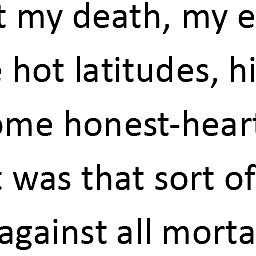 t my death, my e
hot latitudes, hi
ome honest-heart
t was that sort of
against all morta